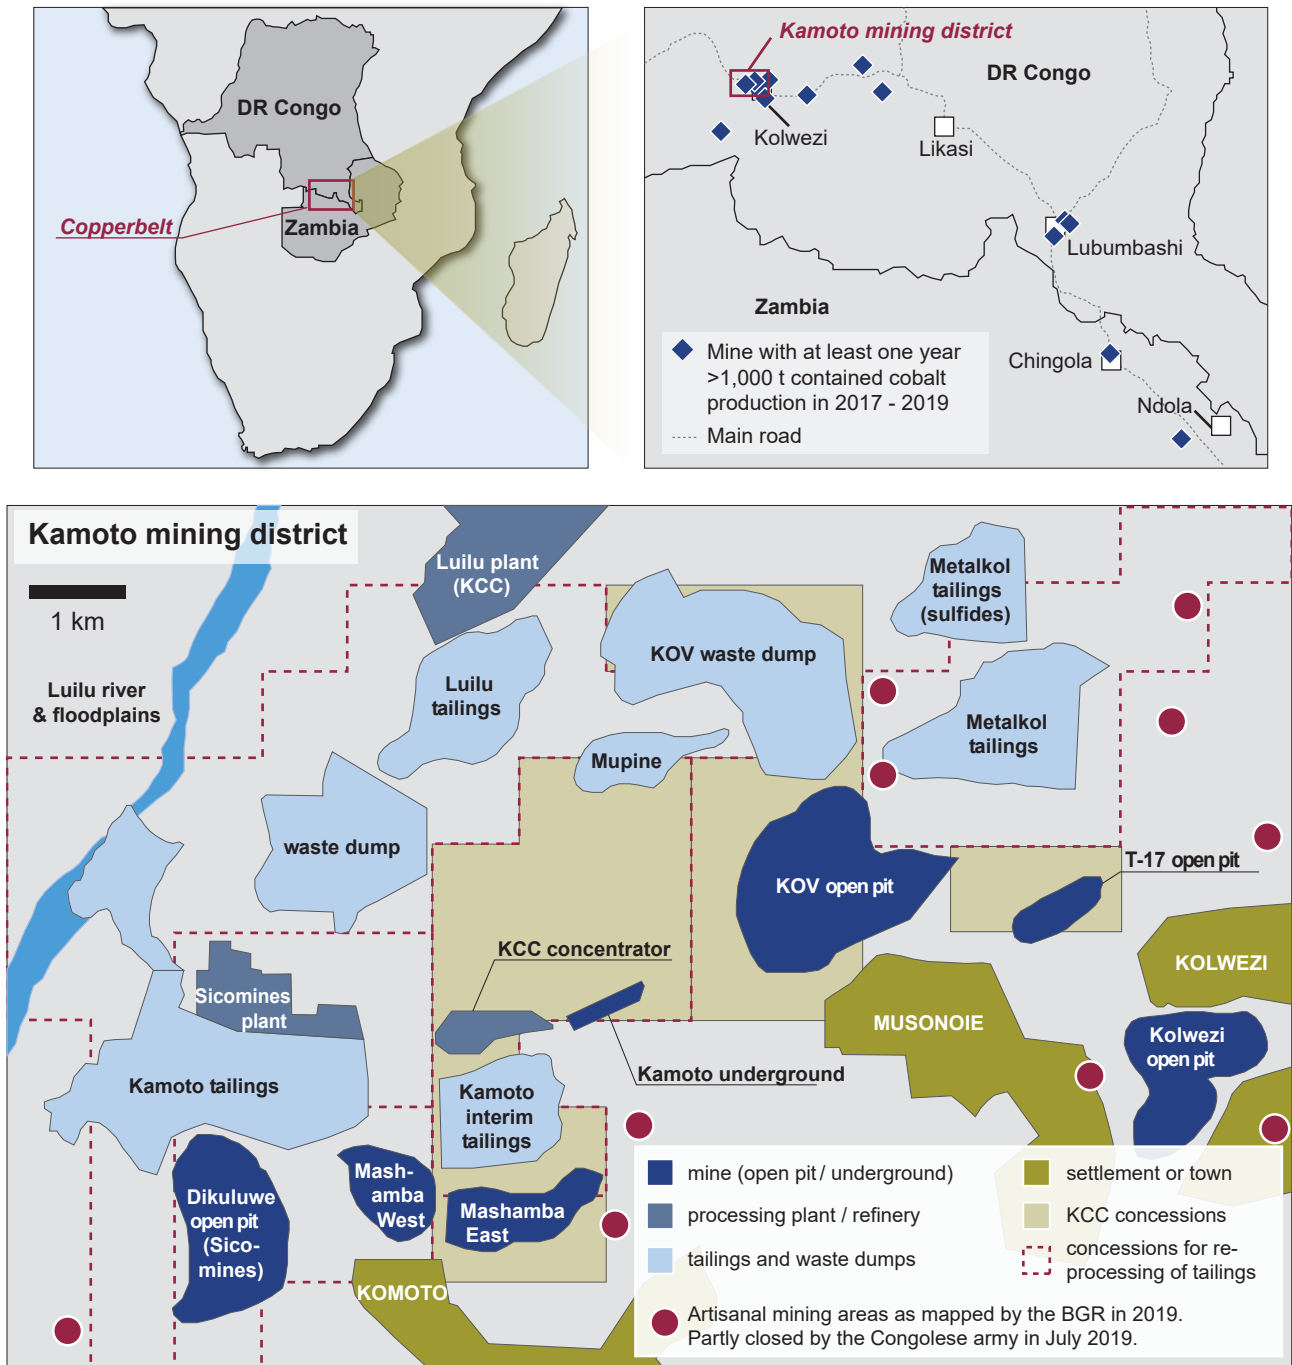 DR Congo
Copperbelt
Zambia
Kamoto mining district
DR Congo
Kolwezi
Likasi
Lubumbashi
Zambia
Chingola
Ndola
Mine with at least one year
>1,000 t contained cobalt
production in 2017 - 2019
Main road
Kamoto mining district
1 km
Luilu river
& floodplains
Luilu plant
(KCC)
Luilu
tailings
KOV waste dump
Mupine
Metalkol
tailings
(sulfides)
Metalkol
tailings
waste dump
KOV open pit
T-17 open pit
KCC concentrator
Sicomines
plant
KOLWEZI
MUSONOIE
Kolwezi
open pit
Kamoto tailings
Kamoto underground
Kamoto
interim
tailings
Dikuluwe
open pit
(Sico-
mines)
Mash-
amba
West
Mashamba
East
KOMOTO
mine (open pit / underground)
processing plant / refinery
tailings and waste dumps
settlement or town
KCC concessions
concessions for re-
processing of tailings
Artisanal mining areas as mapped by the BGR in 2019.
Partly closed by the Congolese army in July 2019.